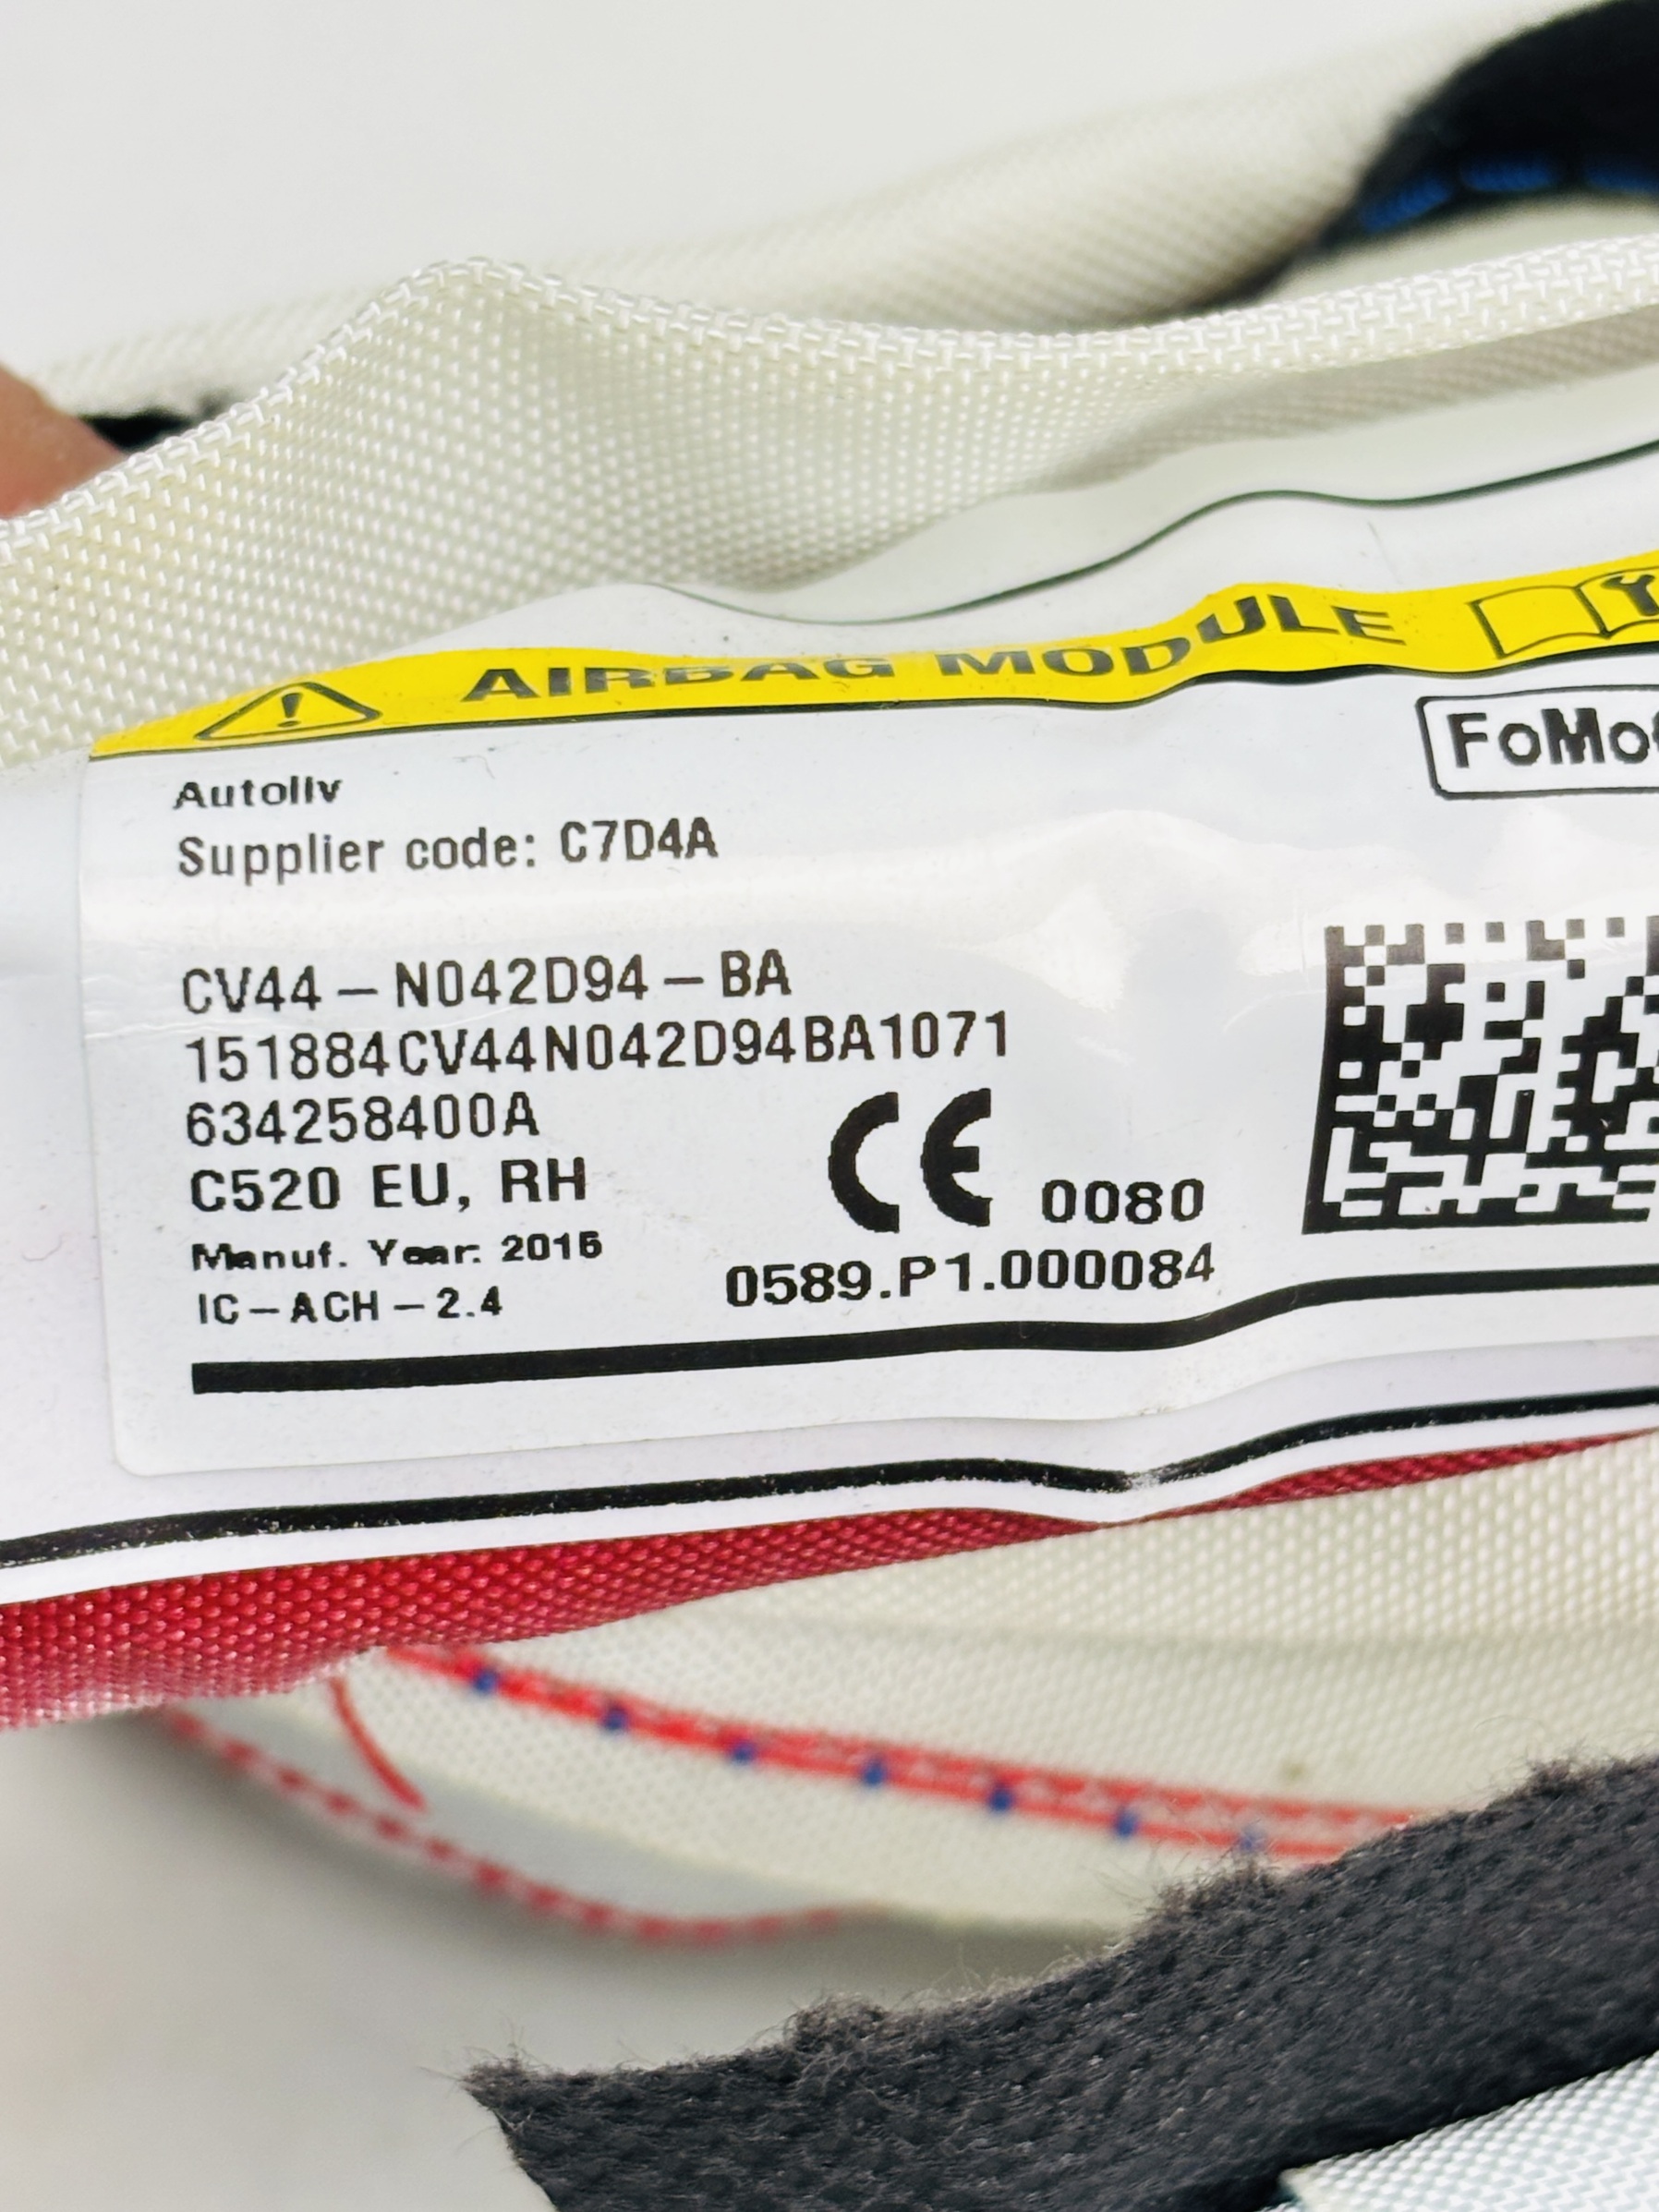 AIRBAG MODULE
FoMo
Autoliv
Supplier code: C7D4A
CV44-N042D94-BA
151884CV44N042D94BA1071
634258400A
C520 EU, RH
CE 0080
Manuf. Year: 2015
0589.P1.000084
IC-ACH-2.4